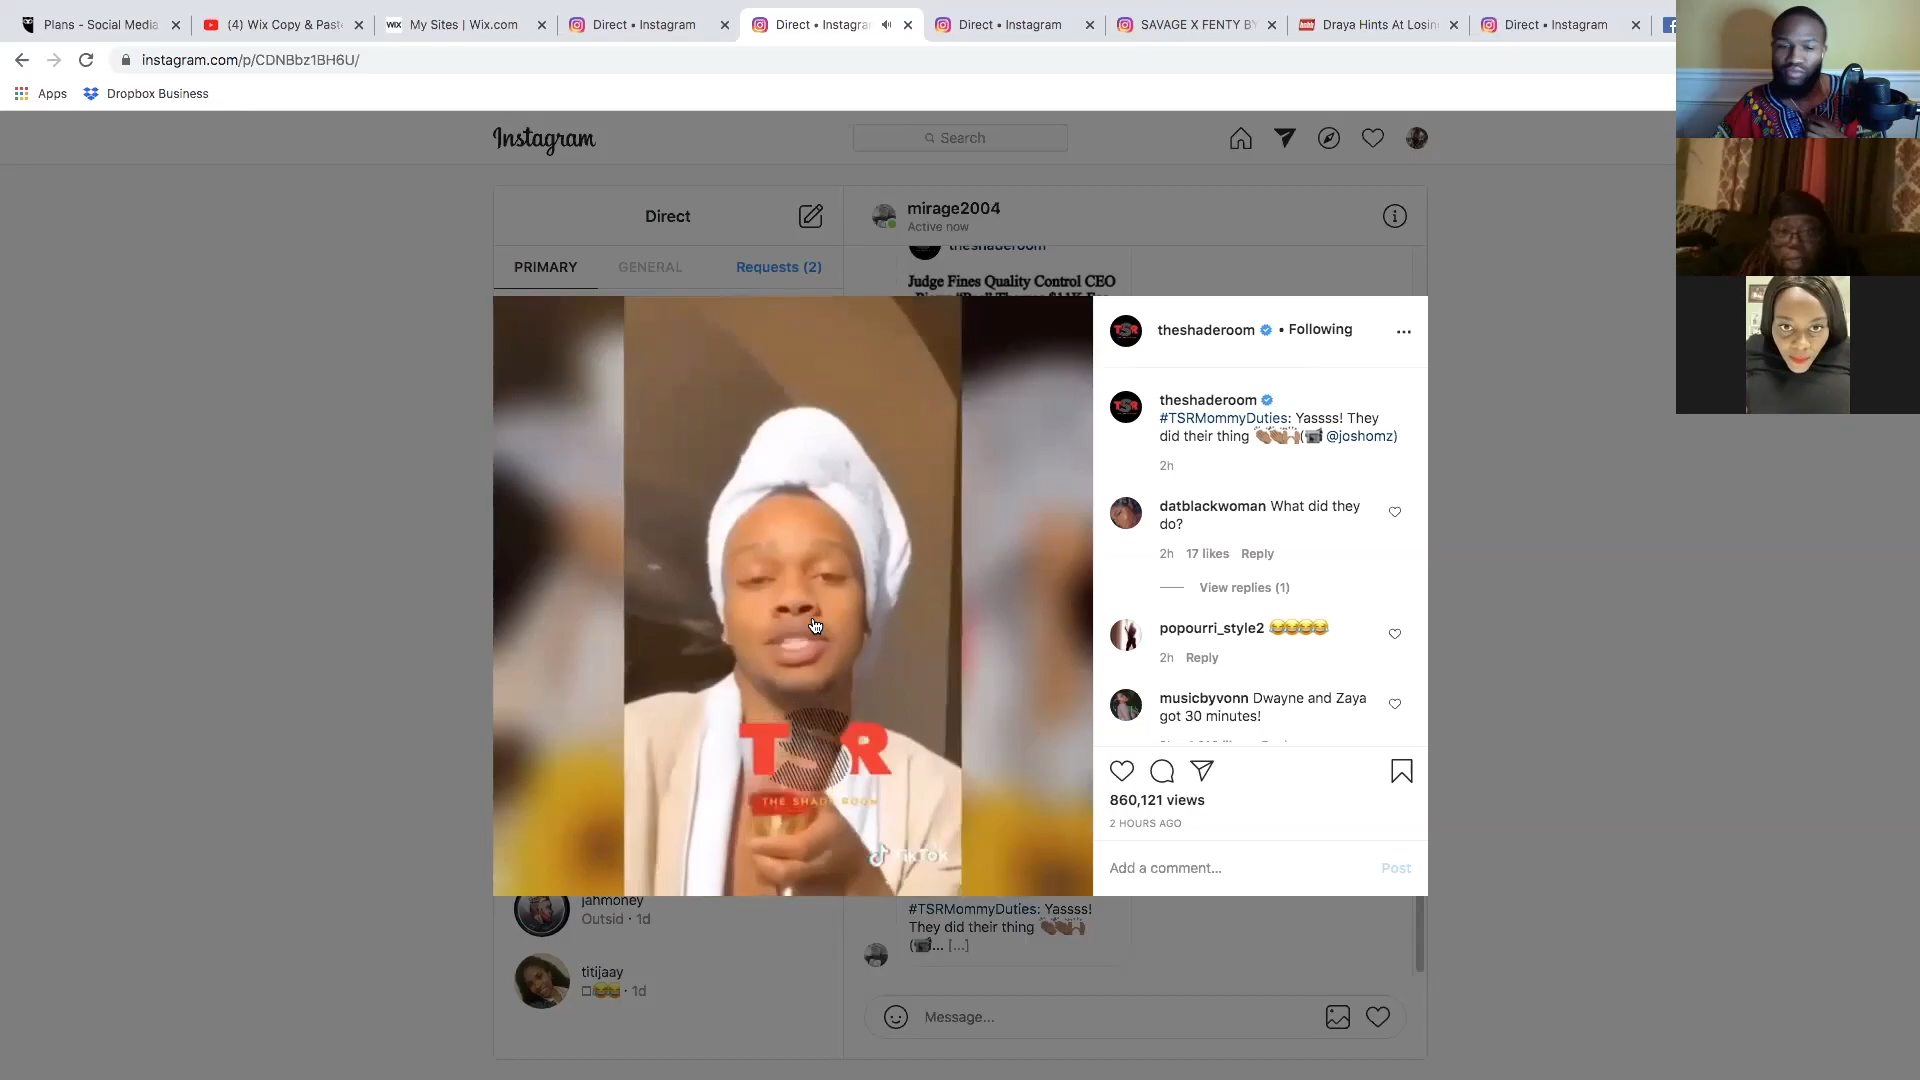 Plans - Social Media
(4) Wix Copy & Past
WIX My Sites | Wix.com
Direct • Instagram
Direct • Instagra
Direct • Instagram
SAVAGE X FENTY BY
Draya Hints At Losin
Direct • Instagram
instagram.com/p/CDNBbz1BH6U/
Apps
Dropbox Business
Instagram
Search
Direct
mirage2004
Active now
PRIMARY
GENERAL
Requests (2)
theshaderoom
Judge Fines Quality Control CEO
theshaderoom • Following
theshaderoom
#TSRMommyDuties: Yassss! They
did their thing 👏🏽👏🏽🙌🏽(📹 @joshomz)
2h
datblackwoman What did they
do?
2h 17 likes Reply
View replies (1)
popourri_style2 😂😂😂😂
2h Reply
musicbyvonn Dwayne and Zaya
got 30 minutes!
TSR
THE SHADE ROOM
TikTok
860,121 views
2 HOURS AGO
Add a comment...
Post
jahmoney
Outsid · 1d
titijaay
😂😂 · 1d
#TSRMommyDuties: Yassss!
They did their thing 👏🏽👏🏽🙌🏽
(📹... [...]
Message...